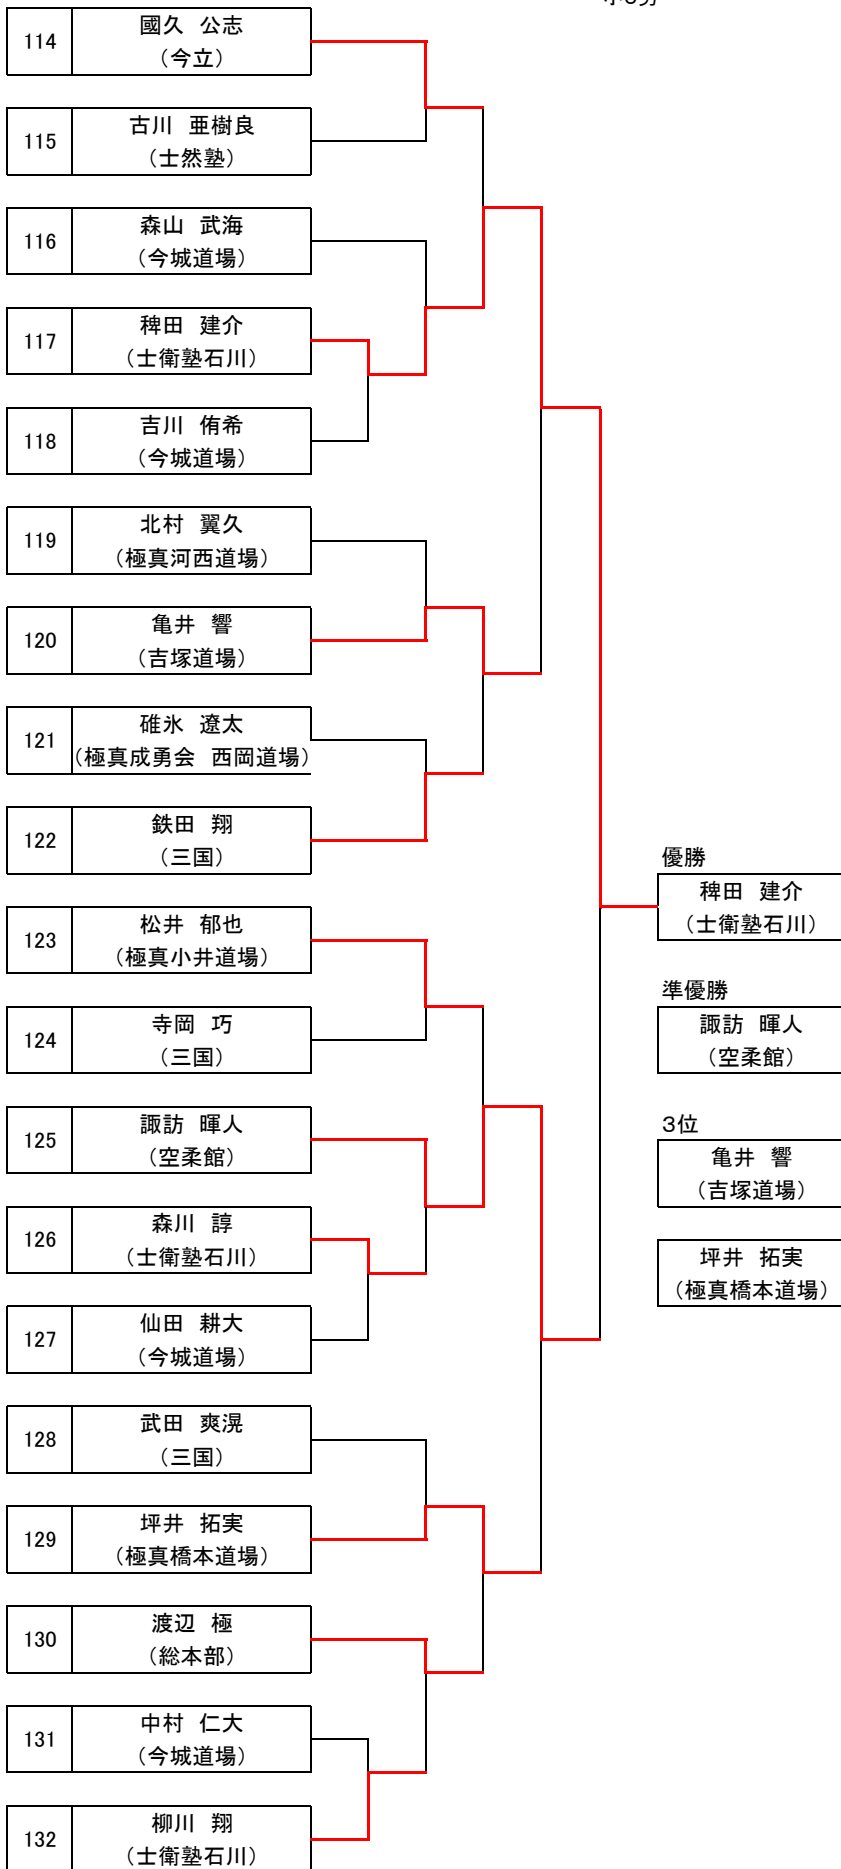 114
國久 公志
（今立）
115
古川 亜樹良
（士然塾）
116
森山 武海
（今城道場）
117
稗田 建介
（士衛塾石川）
118
吉川 侑希
（今城道場）
119
北村 翼久
（極真河西道場）
120
亀井 響
（吉塚道場）
121
碓氷 遼太
（極真成勇会 西岡道場）
122
鉄田 翔
（三国）
123
松井 郁也
（極真小井道場）
124
寺岡 巧
（三国）
125
諏訪 暉人
（空柔館）
126
森川 諄
（士衛塾石川）
127
仙田 耕大
（今城道場）
128
武田 爽滉
（三国）
129
坪井 拓実
（極真橋本道場）
130
渡辺 極
（総本部）
131
中村 仁大
（今城道場）
132
柳川 翔
（士衛塾石川）
優勝
稗田 建介
（士衛塾石川）
準優勝
諏訪 暉人
（空柔館）
3位
亀井 響
（吉塚道場）
坪井 拓実
（極真橋本道場）